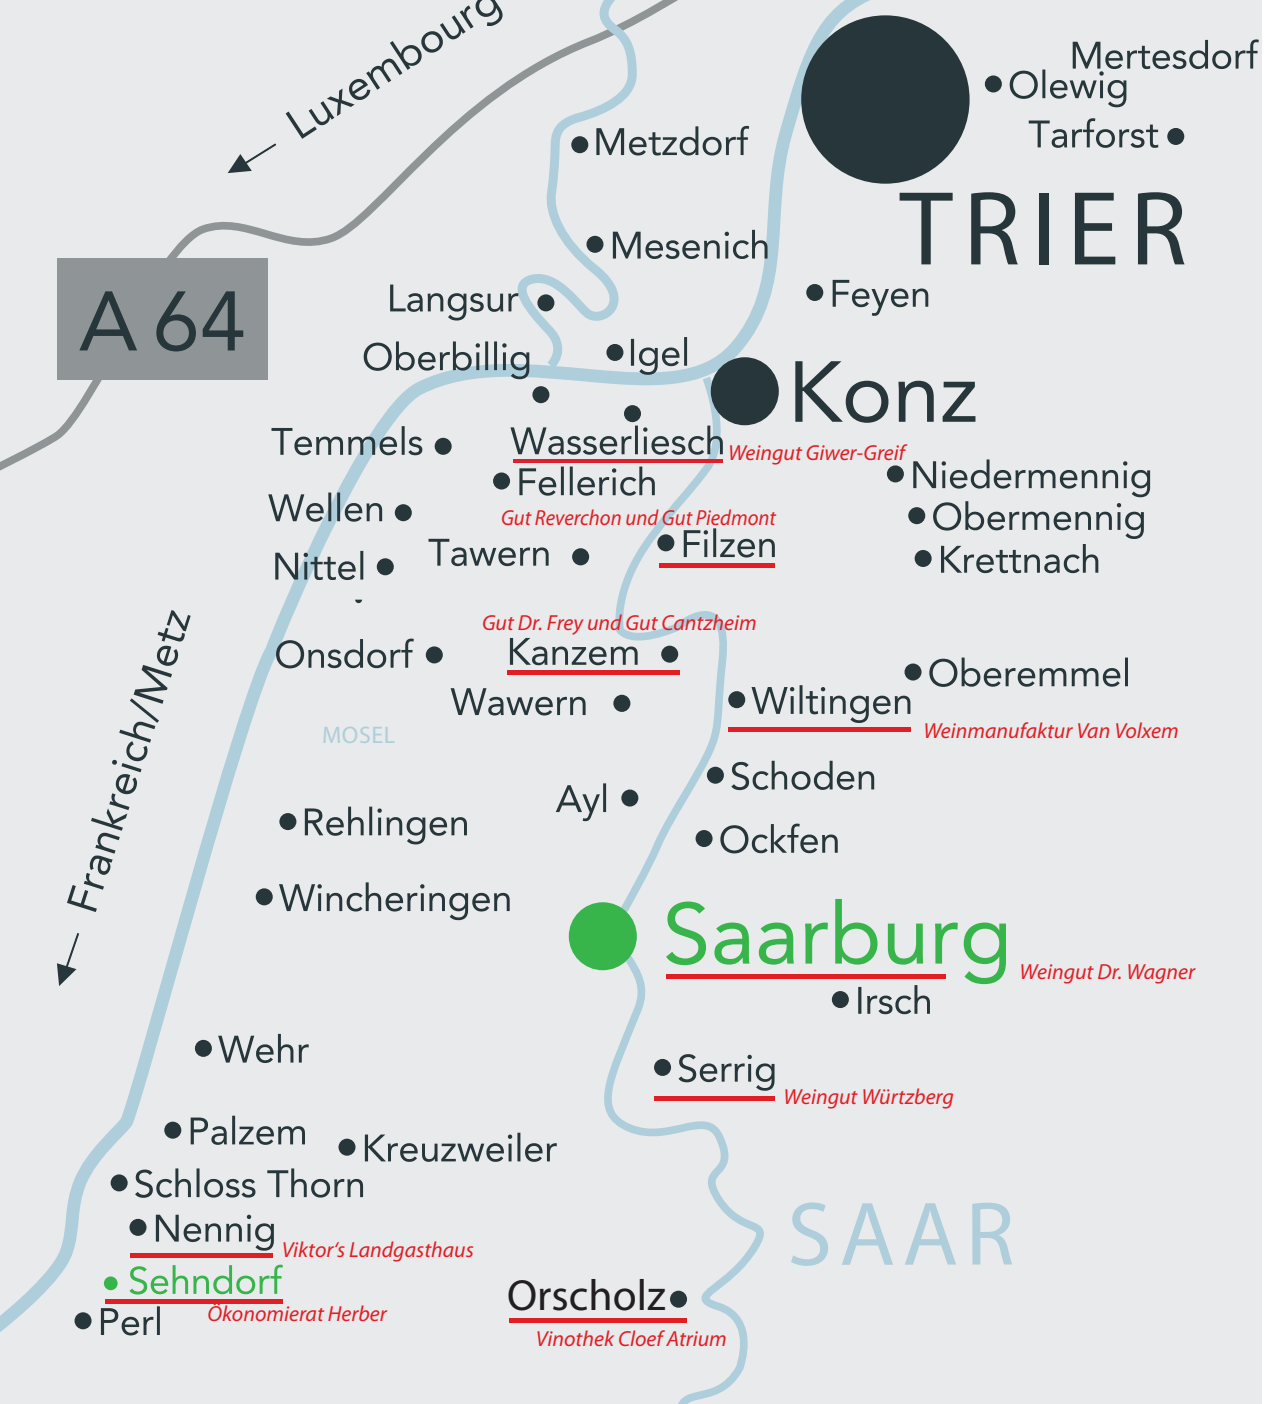 Luxembourg
Mertesdorf
Olewig
Tarforst
Metzdorf
TRIER
Mesenich
Feyen
Langsur
A 64
Oberbillig
Igel
Konz
Temmels
Wasserliesch
Weingut Giwer-Greif
Niedermennig
Fellerich
Wellen
Gut Reverchon und Gut Piedmont
Obermennig
Filzen
Tawern
Nittel
Krettnach
Gut Dr. Frey und Gut Cantzheim
Onsdorf
Kanzem
Oberemmel
Wawern
Wiltingen
Weinmanufaktur Van Volxem
MOSEL
Frankreich/Metz
Schoden
Ayl
Rehlingen
Ockfen
Wincheringen
Saarburg
Weingut Dr. Wagner
Irsch
Wehr
Serrig
Weingut Würtzberg
Palzem
Kreuzweiler
Schloss Thorn
Nennig
Viktor's Landgasthaus
SAAR
Sehndorf
Ökonomierat Herber
Orscholz
Perl
Vinothek Cloef Atrium